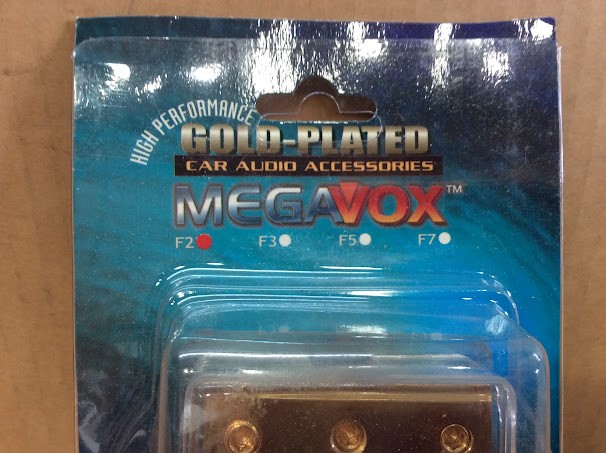 HIGH PERFORMANCE
GOLD-PLATED
CAR AUDIO ACCESSORIES
MEGAVOX™
F2 F3 F5 F7